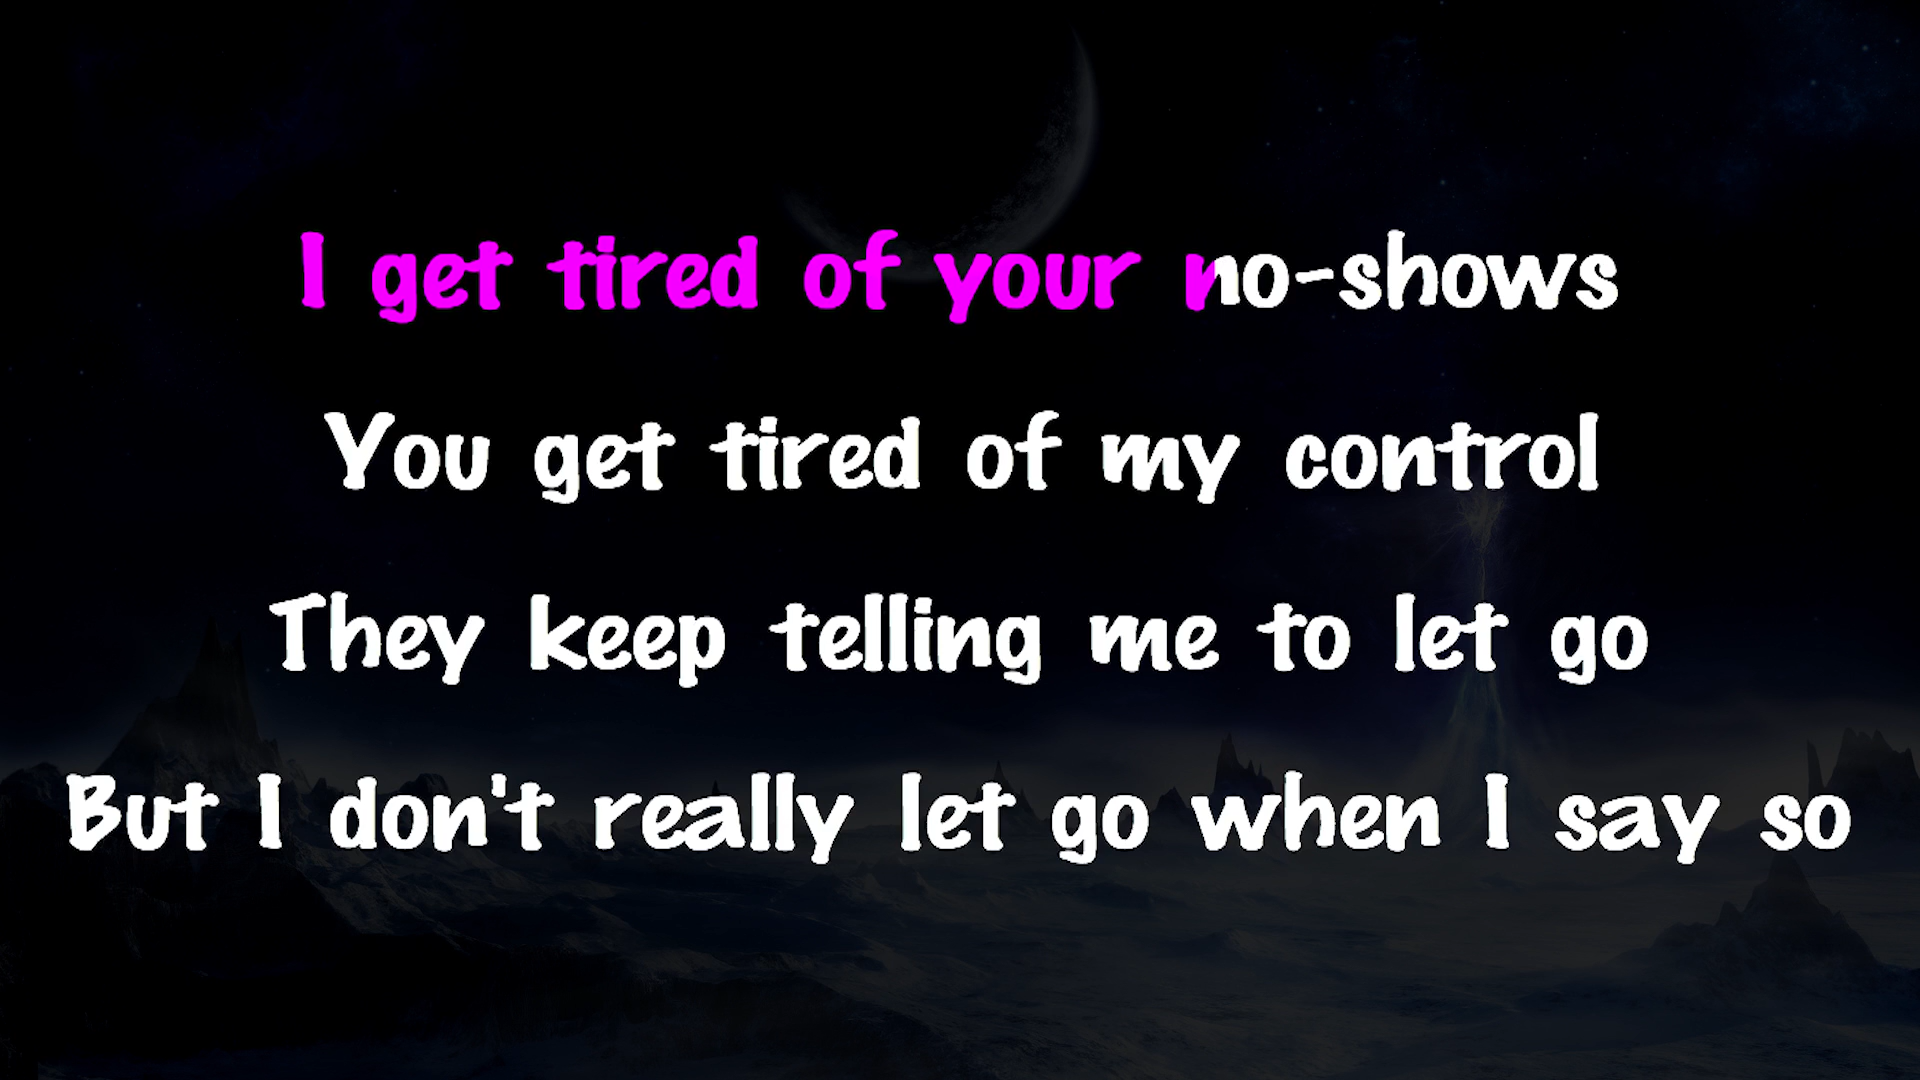 I get tired of your no-shows
You get tired of my control
They keep telling me to let go
But I don't really let go when I say so